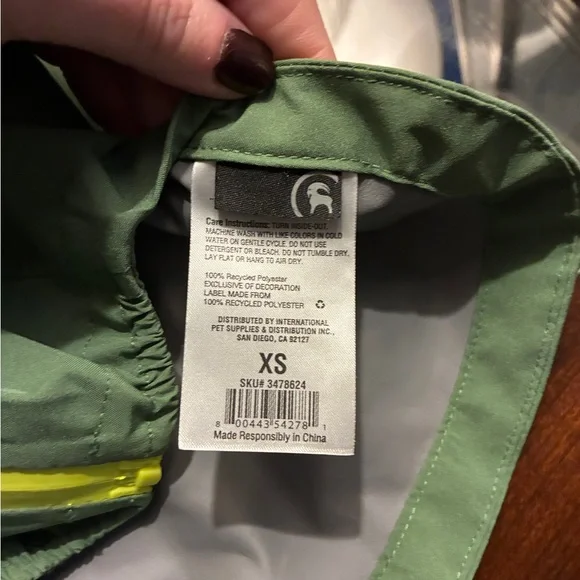 Care Instructions: TURN INSIDE-OUT.
MACHINE WASH WITH LIKE COLORS IN COLD
WATER ON GENTLE CYCLE. DO NOT USE
DETERGENT OR BLEACH. DO NOT TUMBLE DRY.
LAY FLAT OR HANG TO AIR DRY.
100% Recycled Polyester
EXCLUSIVE OF DECORATION
LABEL MADE FROM
100% RECYCLED POLYESTER
DISTRIBUTED BY INTERNATIONAL
PET SUPPLIES & DISTRIBUTION INC.,
SAN DIEGO, CA 92127
XS
SKU# 3478624
8 00443 54278 1
Made Responsibly in China